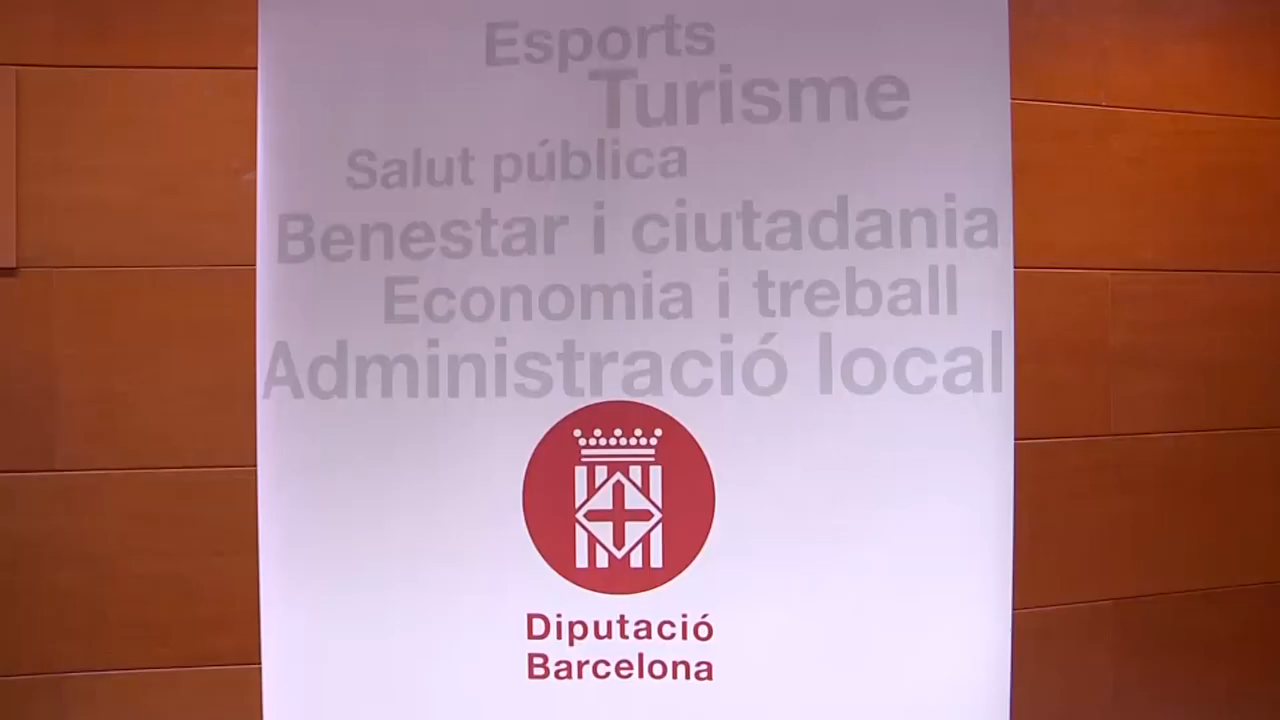 Esports
Turisme
Salut pública
Benestar i ciutadania
Economia i treball
Administració local
Diputació
Barcelona